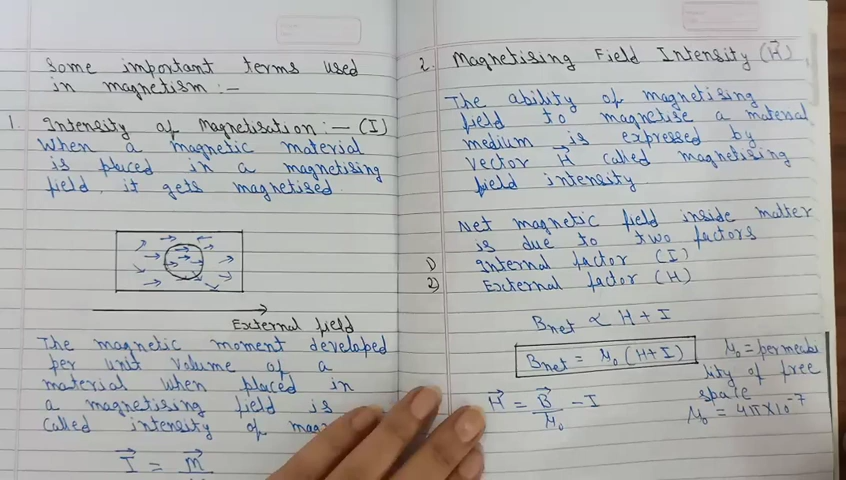 Some important terms used
in magnetism :-
1. Intensity of Magnetisation :- (I)
When a magnetic material
is placed in a magnetising
field, it gets magnetised.
External field
The magnetic moment developed
per unit volume of a
material when placed in
a magnetising field is
called intensity of
I⃗ = m⃗
2. Magnetising Field Intensity (H⃗)
The ability of magnetising
field to magnetise a material
medium is expressed by
vector H⃗ called magnetising
field intensity
Net magnetic field inside matter
is due to two factors
1) Internal factor (I)
2) External factor (H)
Bnet ∝ H + I
Bnet = μ₀ (H+I)
μ₀ = permeabi
lity of free
space
μ₀ = 4π×10⁻⁷
H⃗ = B⃗/μ₀ - I